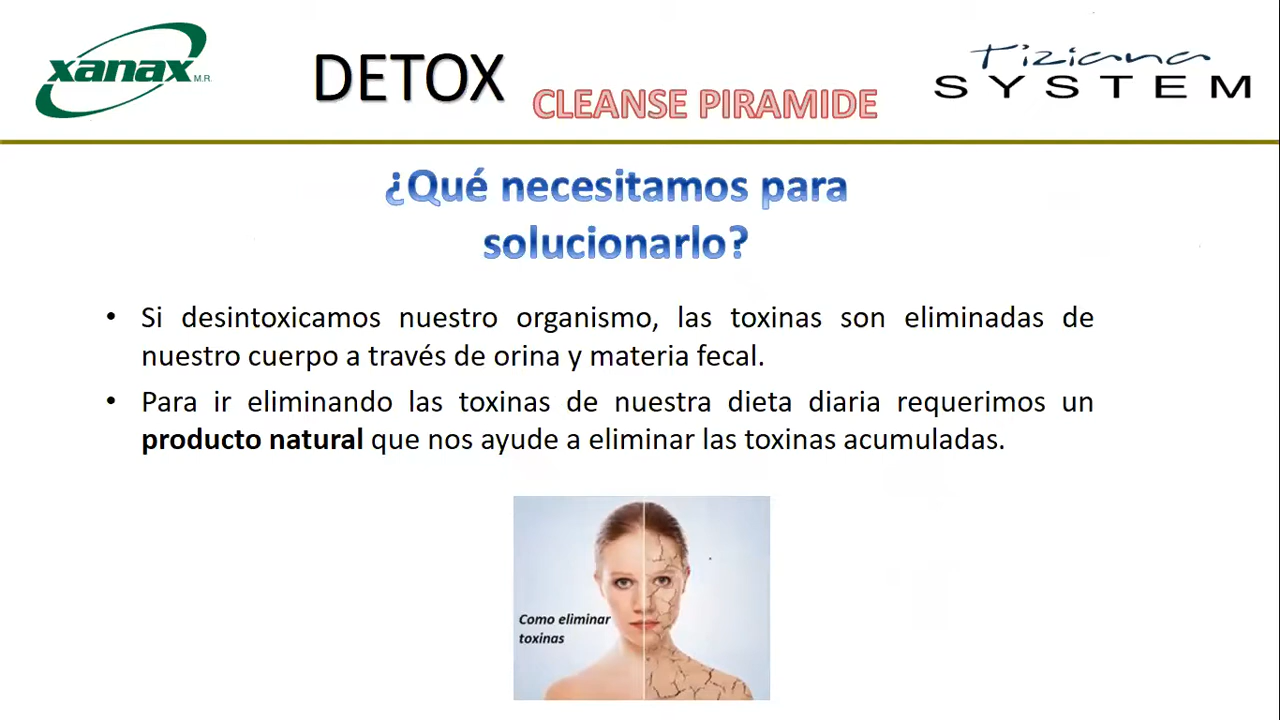 xanax M.R.
DETOX
CLEANSE PIRAMIDE
Tiziana
SYSTEM
¿Qué necesitamos para
solucionarlo?
• Si desintoxicamos nuestro organismo, las toxinas son eliminadas de
nuestro cuerpo a través de orina y materia fecal.
• Para ir eliminando las toxinas de nuestra dieta diaria requerimos un
producto natural que nos ayude a eliminar las toxinas acumuladas.
Como eliminar
toxinas